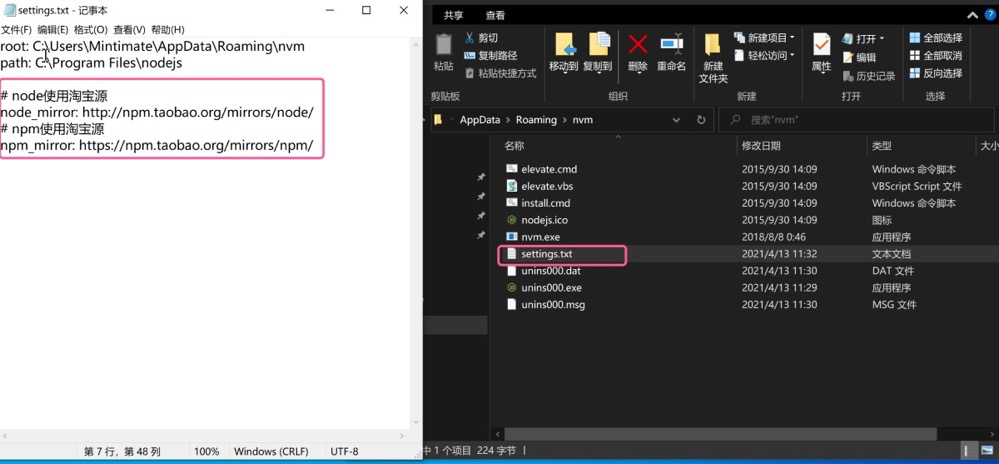 settings.txt - 记事本
文件(F) 编辑(E) 格式(O) 查看(V) 帮助(H)
root: C:\Users\Mintimate\AppData\Roaming\nvm
path: C:\Program Files\nodejs
# node使用淘宝源
node_mirror: http://npm.taobao.org/mirrors/node/
# npm使用淘宝源
npm_mirror: https://npm.taobao.org/mirrors/npm/
第 7 行，第 48 列 100% Windows (CRLF) UTF-8
共享 查看
粘贴
剪切
复制路径
粘贴快捷方式
剪贴板
移动到 复制到 删除 重命名
组织
新建
文件夹
新建项目
轻松访问
新建
属性
打开
编辑
历史记录
打开
全部选择
全部取消
反向选择
选择
AppData > Roaming > nvm
搜索"nvm"
名称 修改日期 类型 大小
elevate.cmd 2015/9/30 14:09 Windows 命令脚本
elevate.vbs 2015/9/30 14:09 VBScript Script 文件
install.cmd 2015/9/30 14:09 Windows 命令脚本
nodejs.ico 2015/9/30 14:09 图标
nvm.exe 2018/8/8 0:46 应用程序
settings.txt 2021/4/13 11:32 文本文档
unins000.dat 2021/4/13 11:30 DAT 文件
unins000.exe 2021/4/13 11:29 应用程序
unins000.msg 2021/4/13 11:30 MSG 文件
中 1 个项目 224 字节